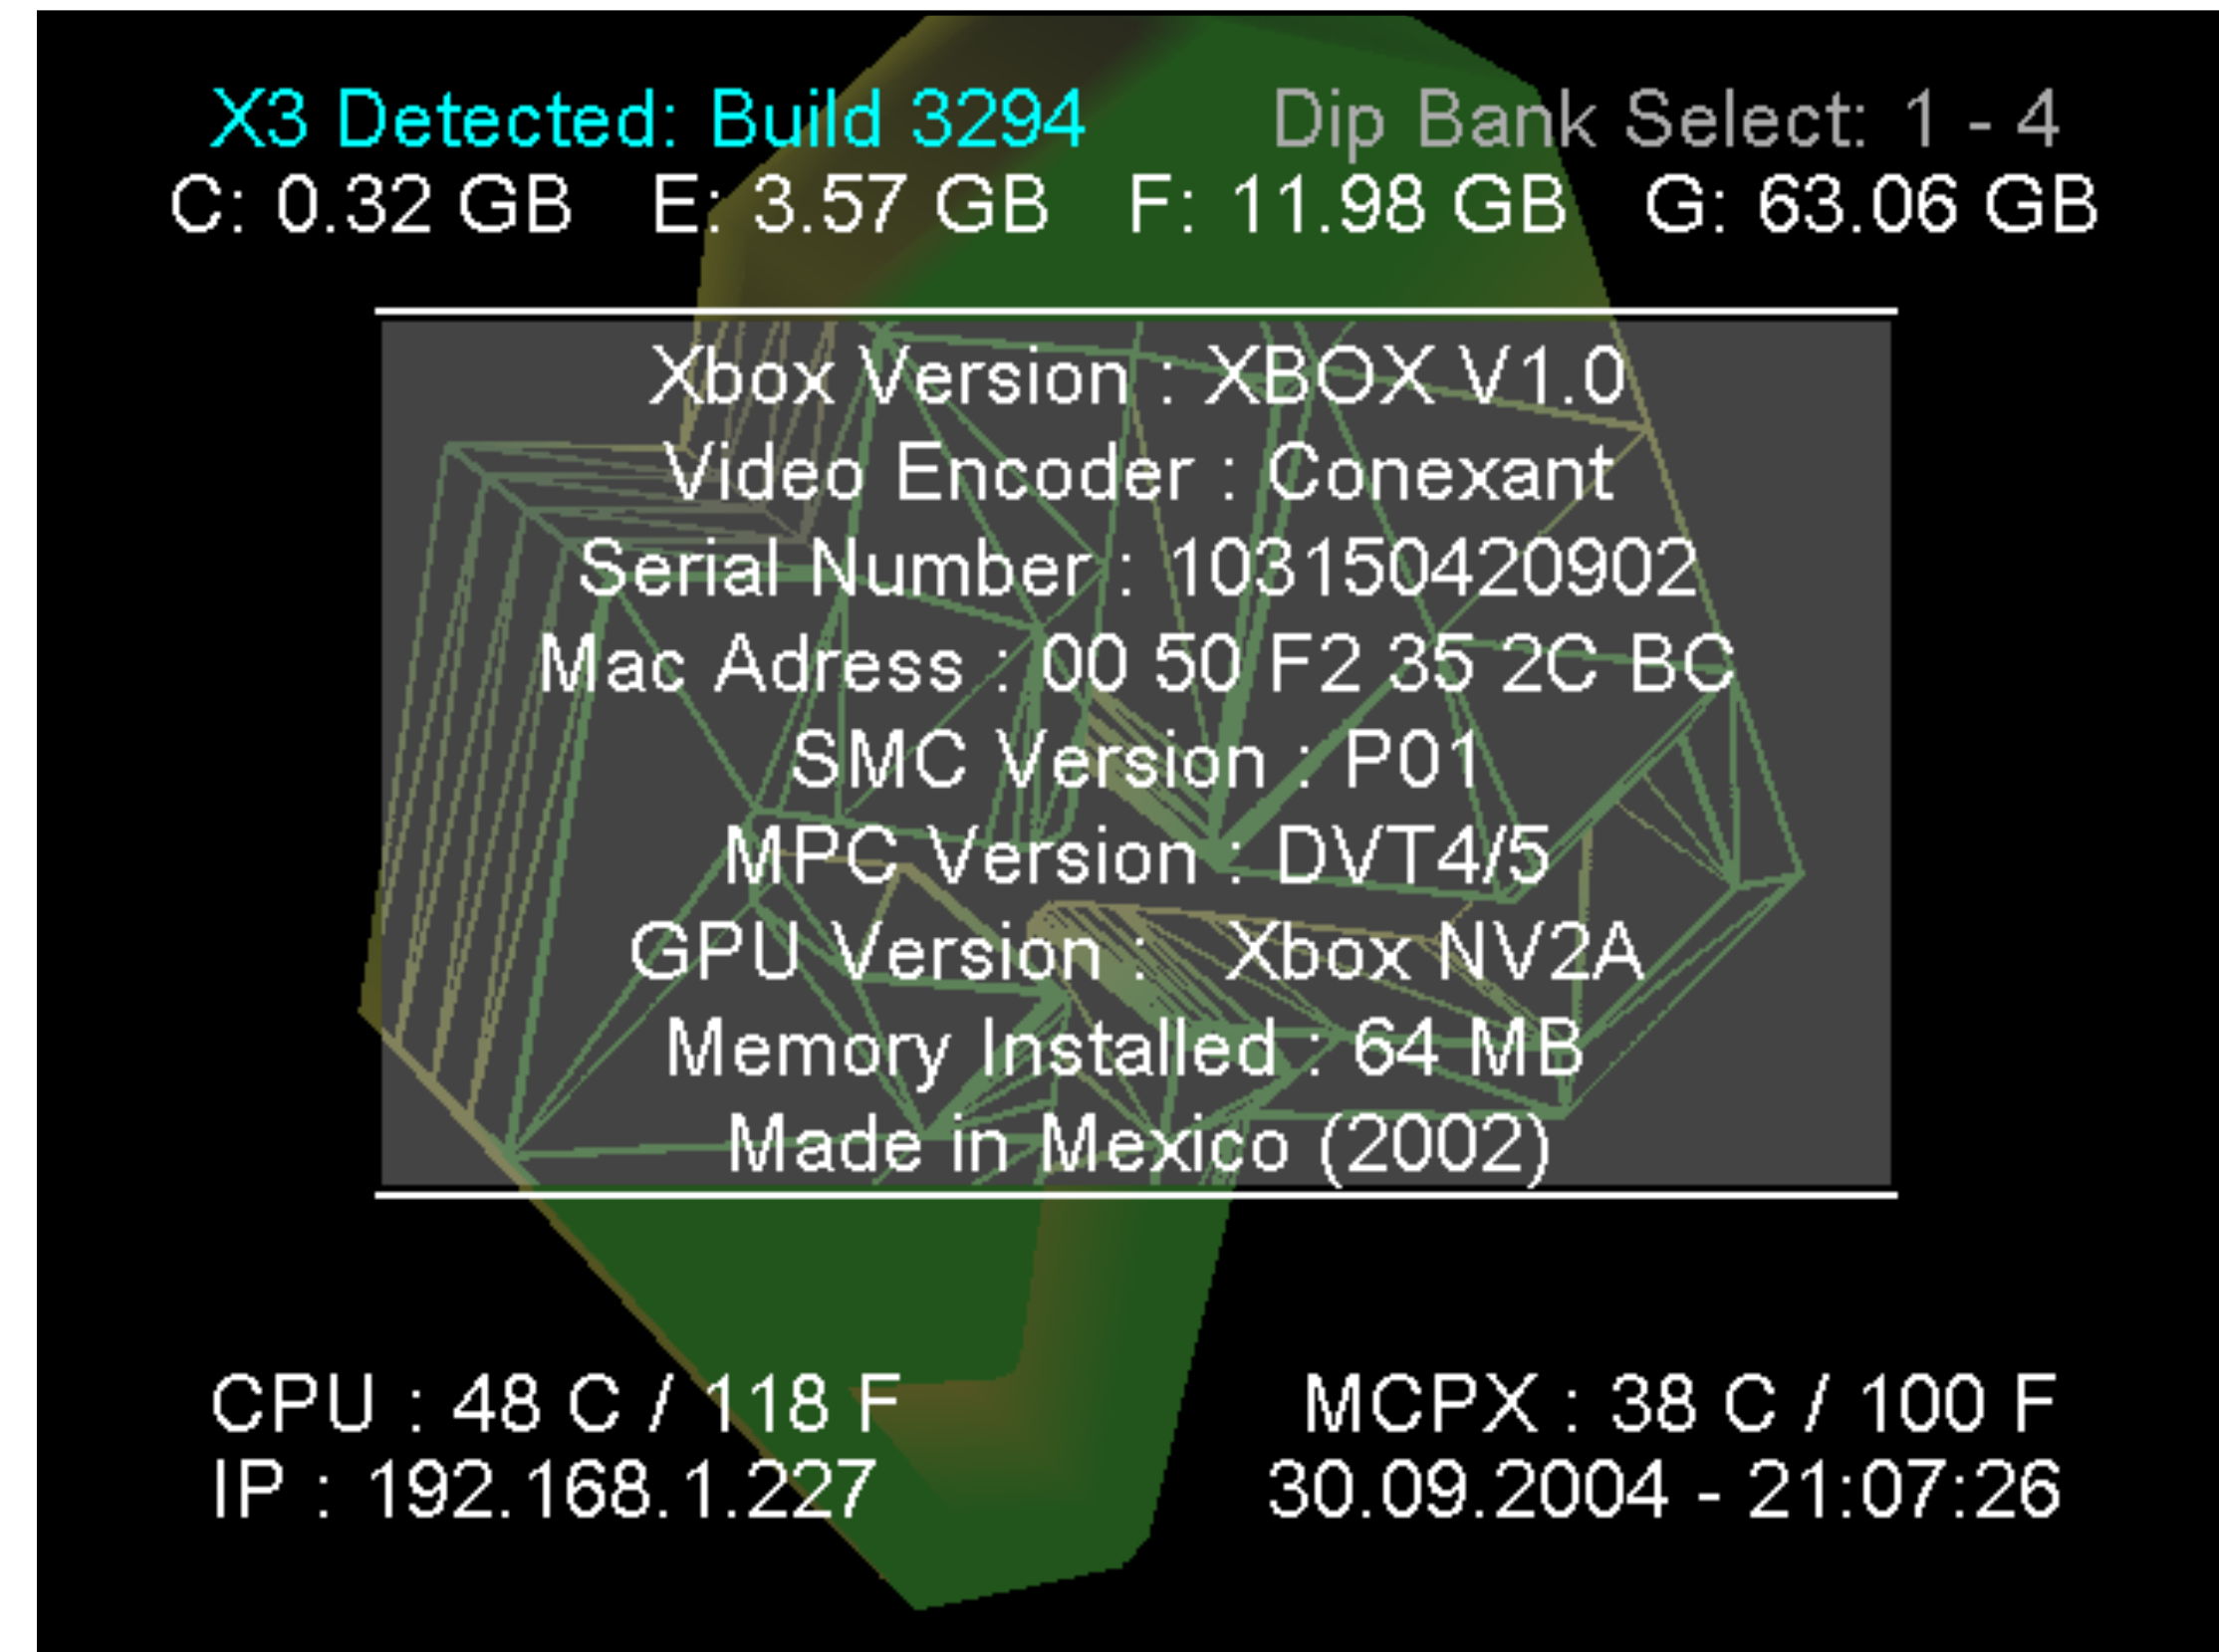 X3 Detected: Build 3294 Dip Bank Select: 1 - 4
C: 0.32 GB E: 3.57 GB F: 11.98 GB G: 63.06 GB
Xbox Version : XBOX V1.0
Video Encoder : Conexant
Serial Number : 103150420902
Mac Adress : 00 50 F2 35 2C BC
SMC Version : P01
MPC Version : DVT4/5
GPU Version : Xbox NV2A
Memory Installed : 64 MB
Made in Mexico (2002)
CPU : 48 C / 118 F MCPX : 38 C / 100 F
IP : 192.168.1.227 30.09.2004 - 21:07:26